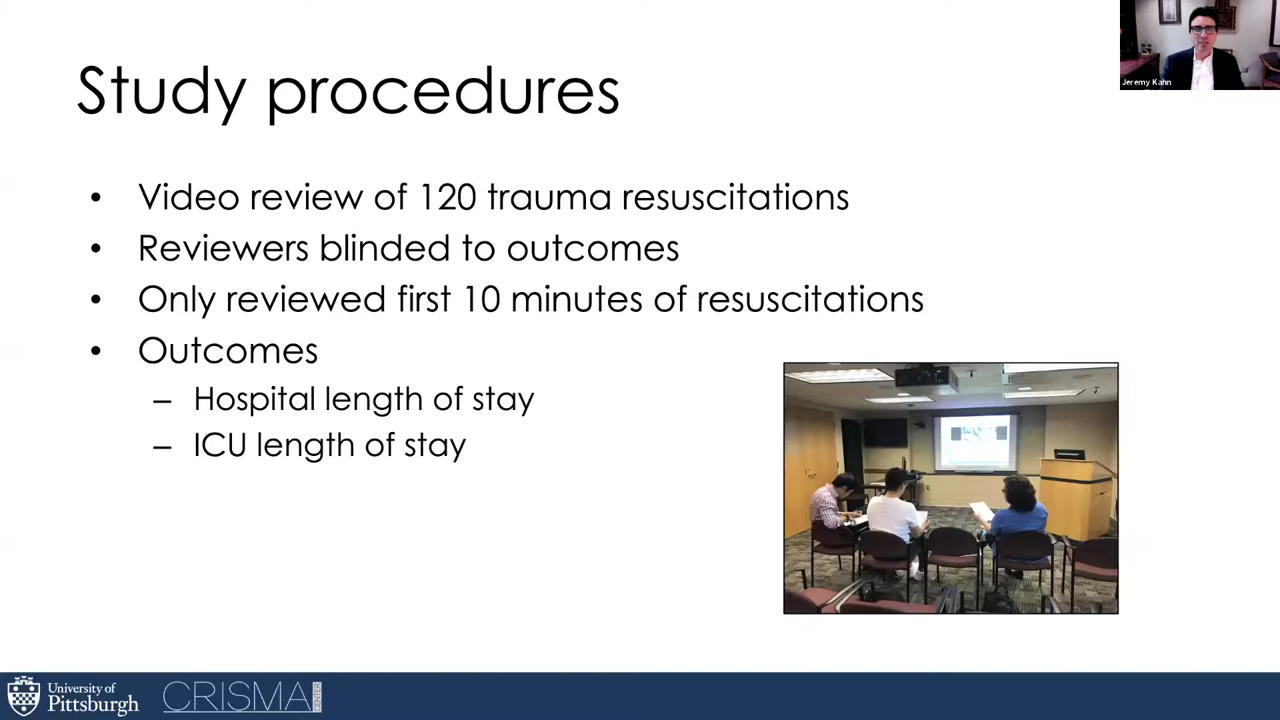 Jeremy Kahn
Study procedures
• Video review of 120 trauma resuscitations
• Reviewers blinded to outcomes
• Only reviewed first 10 minutes of resuscitations
• Outcomes
– Hospital length of stay
– ICU length of stay
University of
Pittsburgh
CRISMA
CENTER